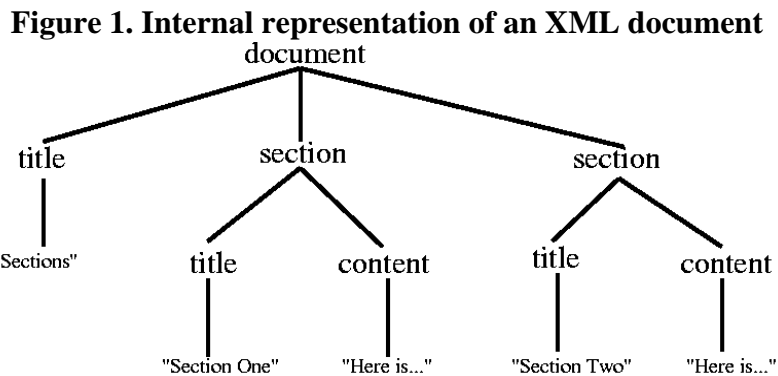 Figure 1. Internal representation of an XML document
document
title section section
Sections"
title content title content
"Section One" "Here is..." "Section Two" "Here is..."